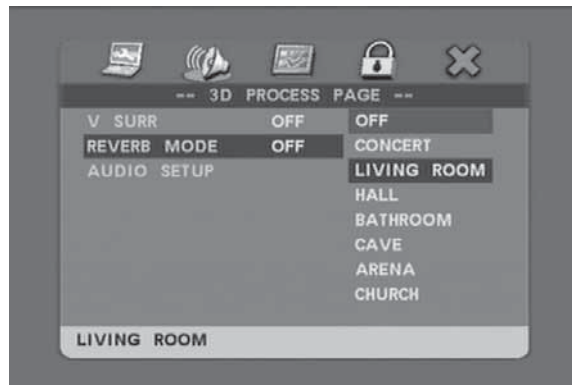 -- 3D PROCESS PAGE --
V SURR OFF OFF
REVERB MODE OFF CONCERT
AUDIO SETUP LIVING ROOM
HALL
BATHROOM
CAVE
ARENA
CHURCH
LIVING ROOM